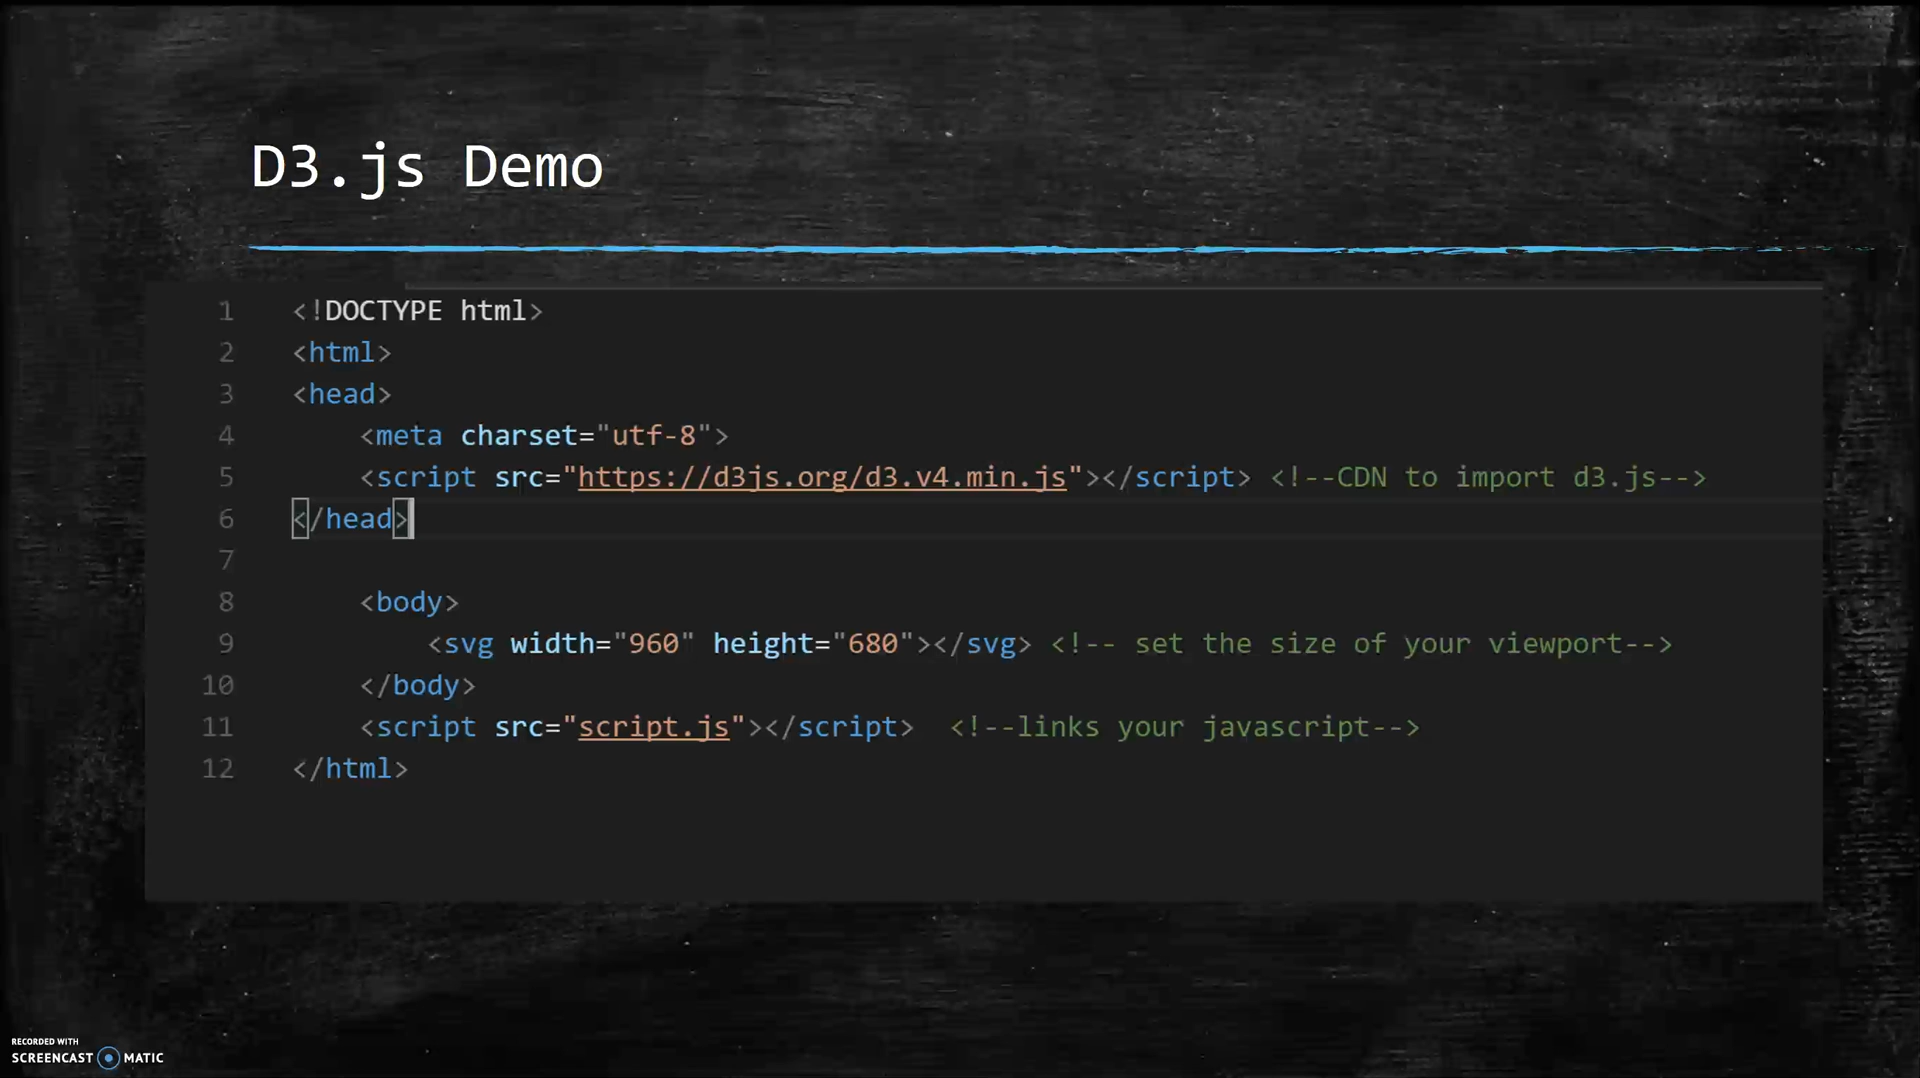 D3.js Demo
1 <!DOCTYPE html>
2 <html>
3 <head>
4 <meta charset="utf-8">
5 <script src="https://d3js.org/d3.v4.min.js"></script> <!--CDN to import d3.js-->
6 </head>
7
8 <body>
9 <svg width="960" height="680"></svg> <!-- set the size of your viewport-->
10 </body>
11 <script src="script.js"></script> <!--links your javascript-->
12 </html>
RECORDED WITH
SCREENCAST MATIC